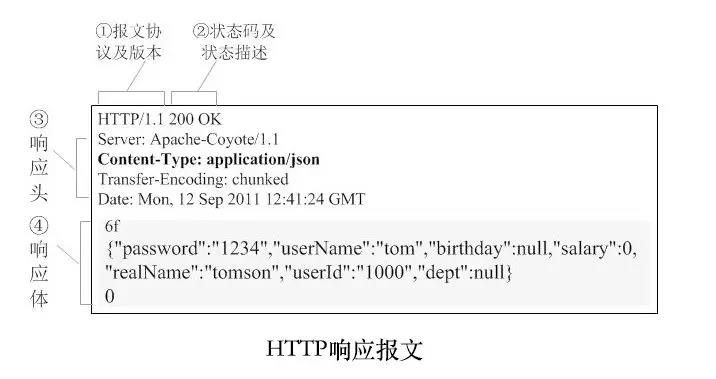 ①报文协
议及版本
②状态码及
状态描述
③
响
应
头
HTTP/1.1 200 OK
Server: Apache-Coyote/1.1
Content-Type: application/json
Transfer-Encoding: chunked
Date: Mon, 12 Sep 2011 12:41:24 GMT
④
响
应
体
6f
{"password":"1234","userName":"tom","birthday":null,"salary":0,
"realName":"tomson","userId":"1000","dept":null}
0
HTTP响应报文